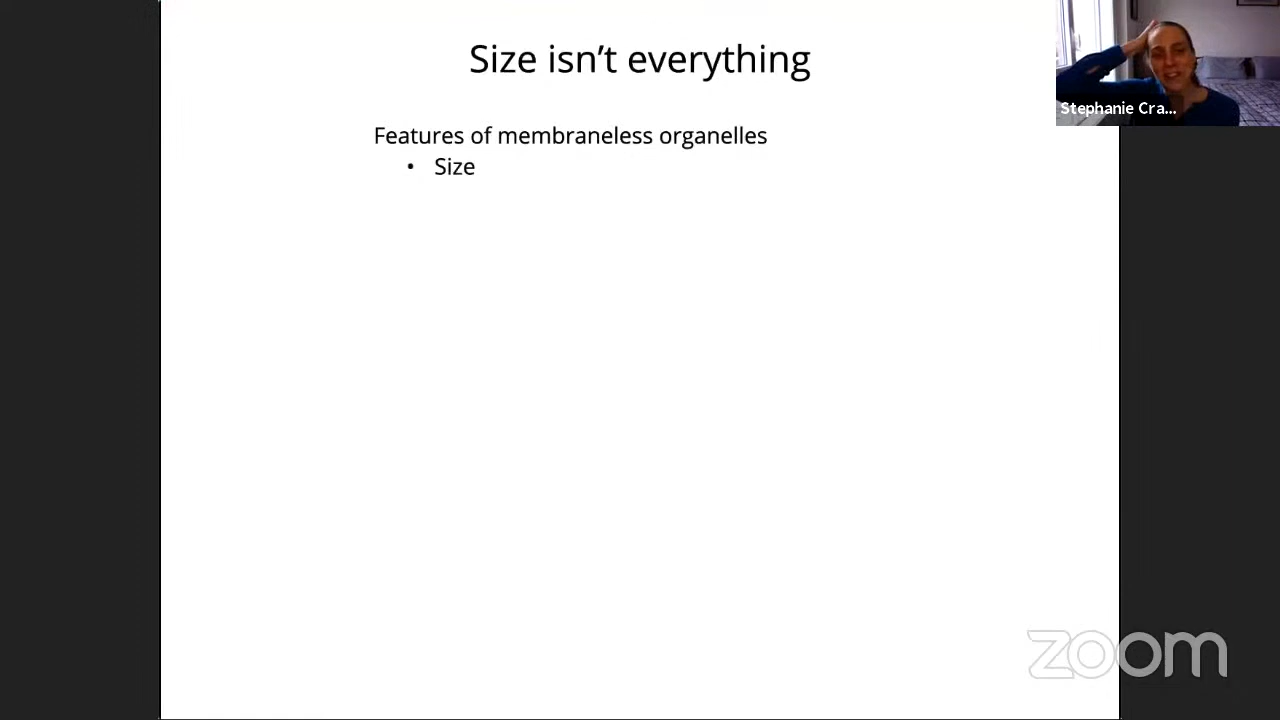 Size isn’t everything
Stephanie Cra...
Features of membraneless organelles
• Size
zoom